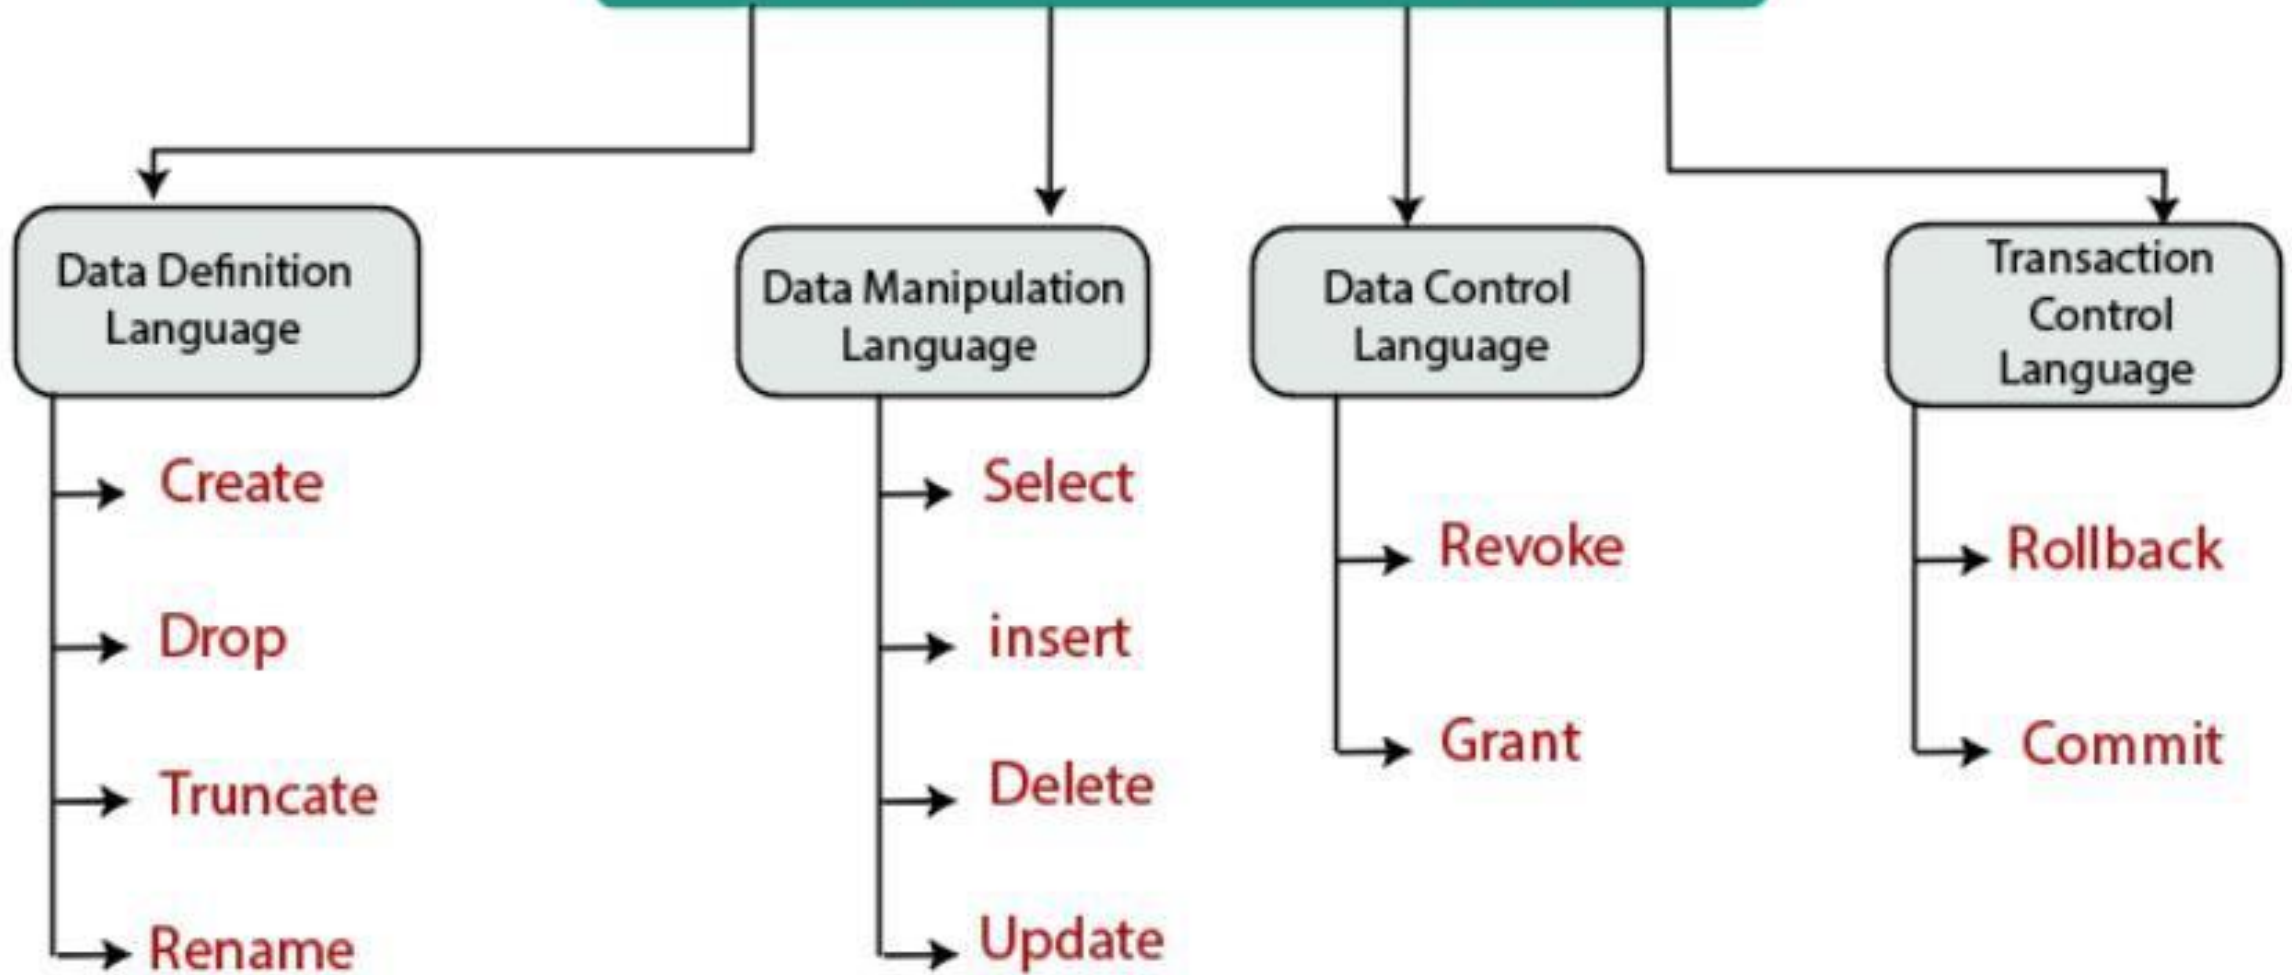 Data Definition
Language
Create
Drop
Truncate
Rename
Data Manipulation
Language
Select
insert
Delete
Update
Data Control
Language
Revoke
Grant
Transaction
Control
Language
Rollback
Commit